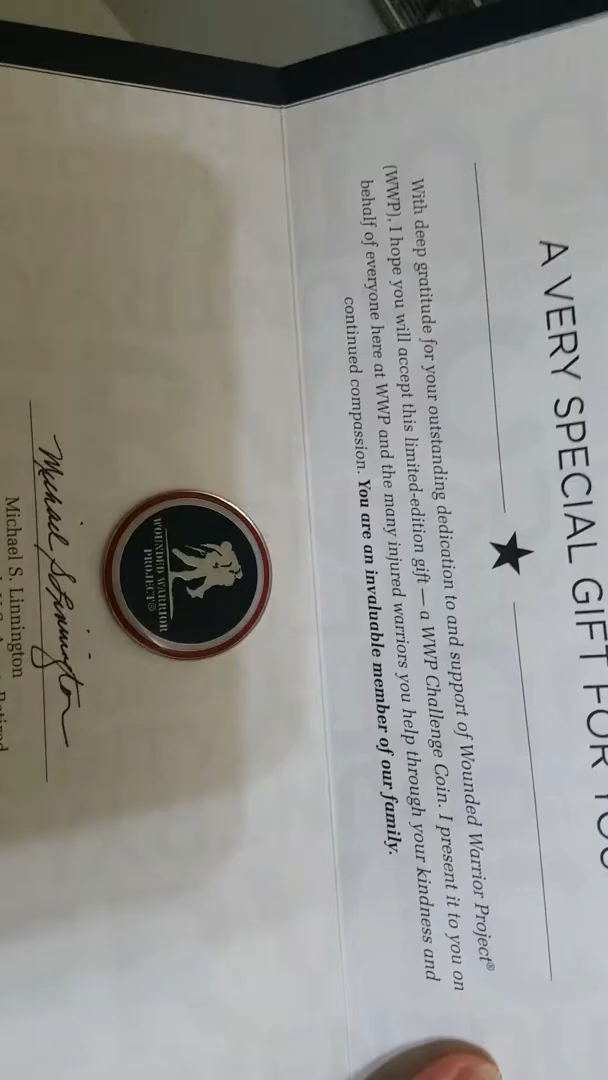 A VERY SPECIAL GIFT FOR YOU
With deep gratitude for your outstanding dedication to and support of Wounded Warrior Project®
(WWP), I hope you will accept this limited-edition gift — a WWP Challenge Coin. I present it to you on
behalf of everyone here at WWP and the many injured warriors you help through your kindness and
continued compassion. You are an invaluable member of our family.
WOUNDED WARRIOR
PROJECT®
Michael S Linnington
Michael S. Linnington
Retired